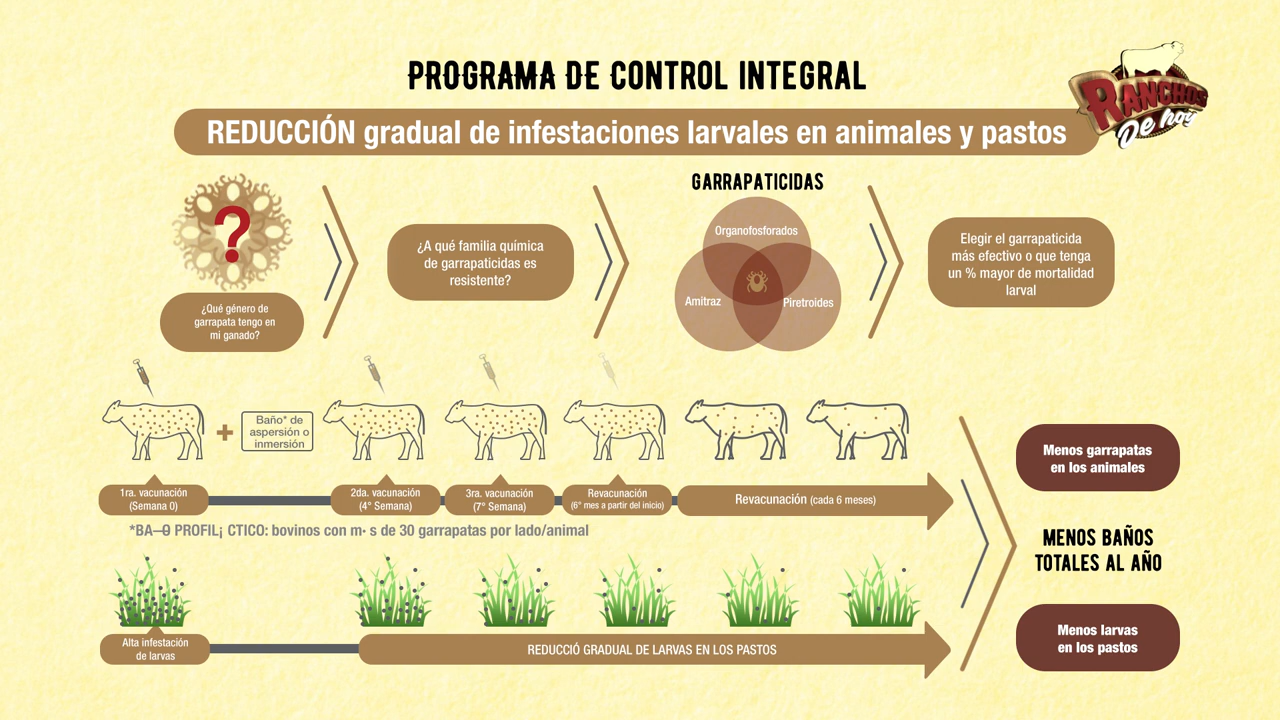 PROGRAMA DE CONTROL INTEGRAL
RANCHOS
De hoy
REDUCCIÓN gradual de infestaciones larvales en animales y pastos
?
¿Qué género de
garrapata tengo en
mi ganado?
¿A qué familia química
de garrapaticidas es
resistente?
GARRAPATICIDAS
Organofosforados
Amitraz
Piretroides
Elegir el garrapaticida
más efectivo o que tenga
un % mayor de mortalidad
larval
+
Baño* de
aspersión o
inmersión
1ra. vacunación
(Semana 0)
2da. vacunación
(4° Semana)
3ra. vacunación
(7° Semana)
Revacunación
(6° mes a partir del inicio)
Revacunación (cada 6 meses)
*BA—O PROFIL¡ CTICO: bovinos con m· s de 30 garrapatas por lado/animal
Alta infestación
de larvas
REDUCCIÓ GRADUAL DE LARVAS EN LOS PASTOS
Menos garrapatas
en los animales
MENOS BAÑOS
TOTALES AL AÑO
Menos larvas
en los pastos